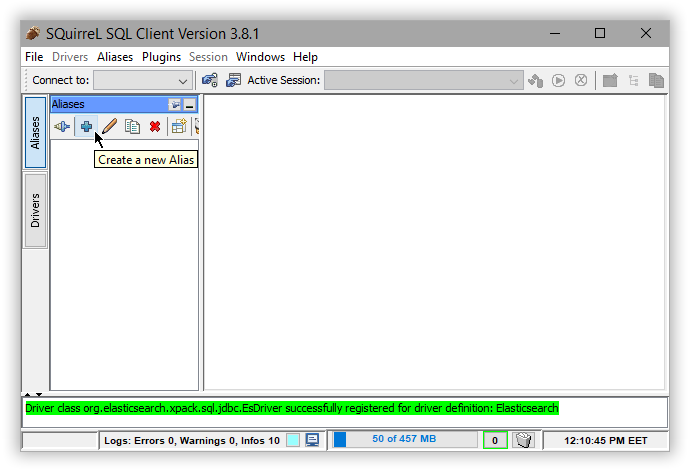 SQuirreL SQL Client Version 3.8.1
File Drivers Aliases Plugins Session Windows Help
Connect to: Active Session:
Aliases
Aliases
Create a new Alias
Drivers
Driver class org.elasticsearch.xpack.sql.jdbc.EsDriver successfully registered for driver definition: Elasticsearch
Logs: Errors 0, Warnings 0, Infos 10 50 of 457 MB 0 12:10:45 PM EET